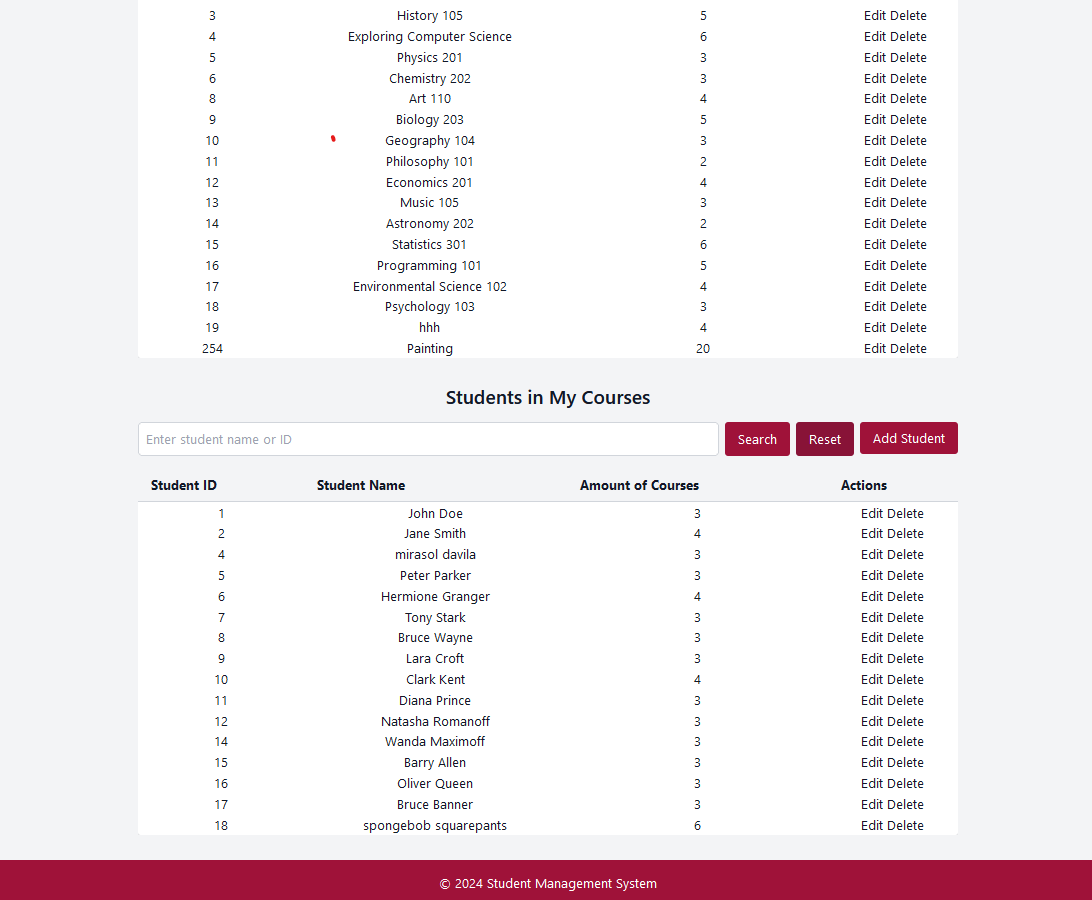 3 History 105 5 Edit Delete
4 Exploring Computer Science 6 Edit Delete
5 Physics 201 3 Edit Delete
6 Chemistry 202 3 Edit Delete
8 Art 110 4 Edit Delete
9 Biology 203 5 Edit Delete
10 Geography 104 3 Edit Delete
11 Philosophy 101 2 Edit Delete
12 Economics 201 4 Edit Delete
13 Music 105 3 Edit Delete
14 Astronomy 202 2 Edit Delete
15 Statistics 301 6 Edit Delete
16 Programming 101 5 Edit Delete
17 Environmental Science 102 4 Edit Delete
18 Psychology 103 3 Edit Delete
19 hhh 4 Edit Delete
254 Painting 20 Edit Delete
Students in My Courses
Enter student name or ID Search Reset Add Student
Student ID Student Name Amount of Courses Actions
1 John Doe 3 Edit Delete
2 Jane Smith 4 Edit Delete
4 mirasol davila 3 Edit Delete
5 Peter Parker 3 Edit Delete
6 Hermione Granger 4 Edit Delete
7 Tony Stark 3 Edit Delete
8 Bruce Wayne 3 Edit Delete
9 Lara Croft 3 Edit Delete
10 Clark Kent 4 Edit Delete
11 Diana Prince 3 Edit Delete
12 Natasha Romanoff 3 Edit Delete
14 Wanda Maximoff 3 Edit Delete
15 Barry Allen 3 Edit Delete
16 Oliver Queen 3 Edit Delete
17 Bruce Banner 3 Edit Delete
18 spongebob squarepants 6 Edit Delete
© 2024 Student Management System